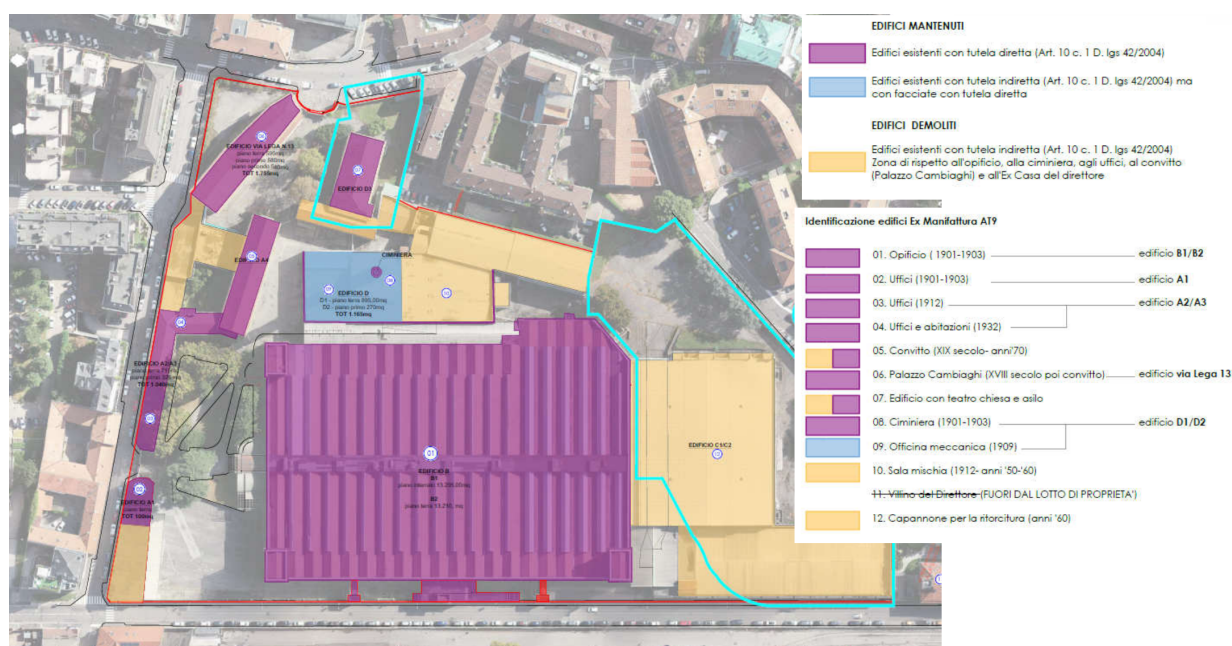 EDIFICI MANTENUTI
Edifici esistenti con tutela diretta (Art. 10 c. 1 D. lgs 42/2004)
Edifici esistenti con tutela indiretta (Art. 10 c. 1 D. lgs 42/2004) ma
con facciate con tutela diretta
EDIFICI DEMOLITI
Edifici esistenti con tutela indiretta (Art. 10 c. 1 D. lgs 42/2004)
Zona di rispetto all'opificio, alla ciminiera, agli uffici, al convitto
(Palazzo Cambiaghi) e all'Ex Casa del direttore
Identificazione edifici Ex Manifattura AT9
01. Opificio ( 1901-1903) edificio B1/B2
02. Uffici (1901-1903) edificio A1
03. Uffici (1912) edificio A2/A3
04. Uffici e abitazioni (1932)
05. Convitto (XIX secolo- anni'70)
06. Palazzo Cambiaghi (XVIII secolo poi convitto) edificio via Lega 13
07. Edificio con teatro chiesa e asilo
08. Ciminiera (1901-1903) edificio D1/D2
09. Officina meccanica (1909)
10. Sala mischia (1912- anni '50-'60)
11. Villino del Direttore (FUORI DAL LOTTO DI PROPRIETA')
12. Capannone per la ritorcitura (anni '60)
EDIFICIO VIA LEGA N.13
EDIFICIO D3
EDIFICIO A4
CIMINIERA
EDIFICIO D
EDIFICIO A2/A3
EDIFICIO C1/C2
01
EDIFICIO B
B1
B2
EDIFICIO A1